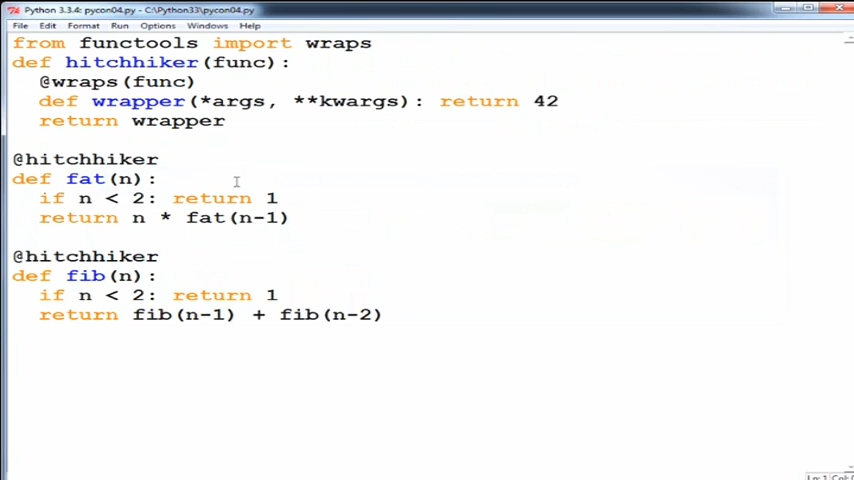 Python 3.3.4: pycon04.py - C:\Python33\pycon04.py
File Edit Format Run Options Windows Help
from functools import wraps
def hitchhiker(func):
  @wraps(func)
  def wrapper(*args, **kwargs): return 42
  return wrapper
@hitchhiker
def fat(n):
  if n < 2: return 1
  return n * fat(n-1)
@hitchhiker
def fib(n):
  if n < 2: return 1
  return fib(n-1) + fib(n-2)